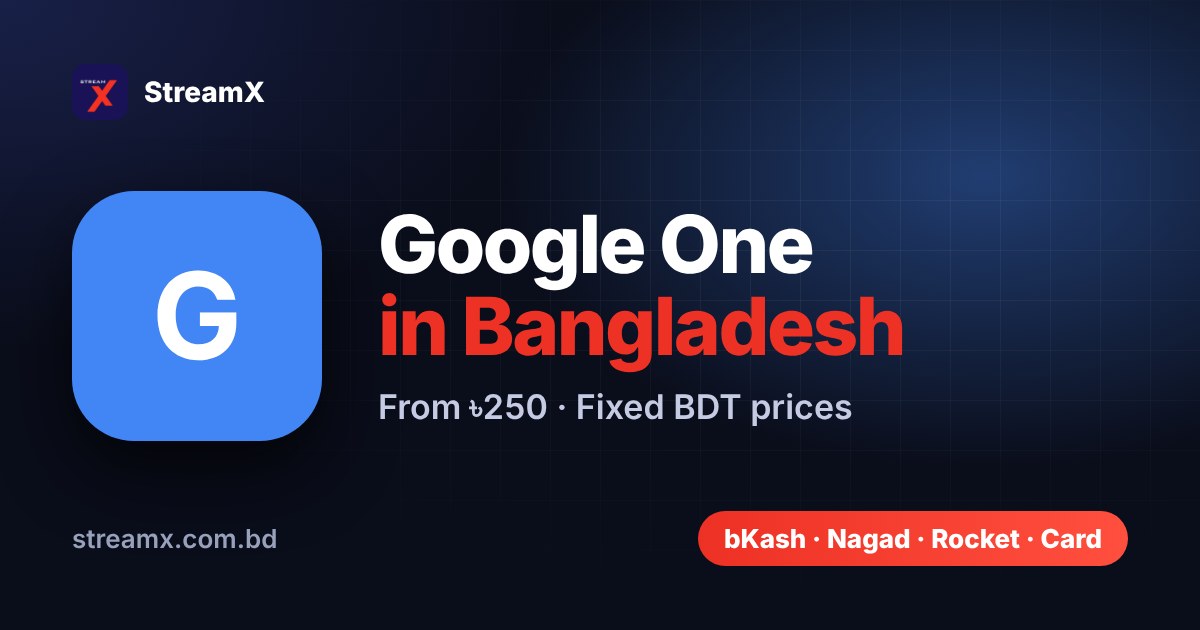 STREAM X
StreamX
G
Google One
in Bangladesh
From ৳250 · Fixed BDT prices
streamx.com.bd
bKash · Nagad · Rocket · Card